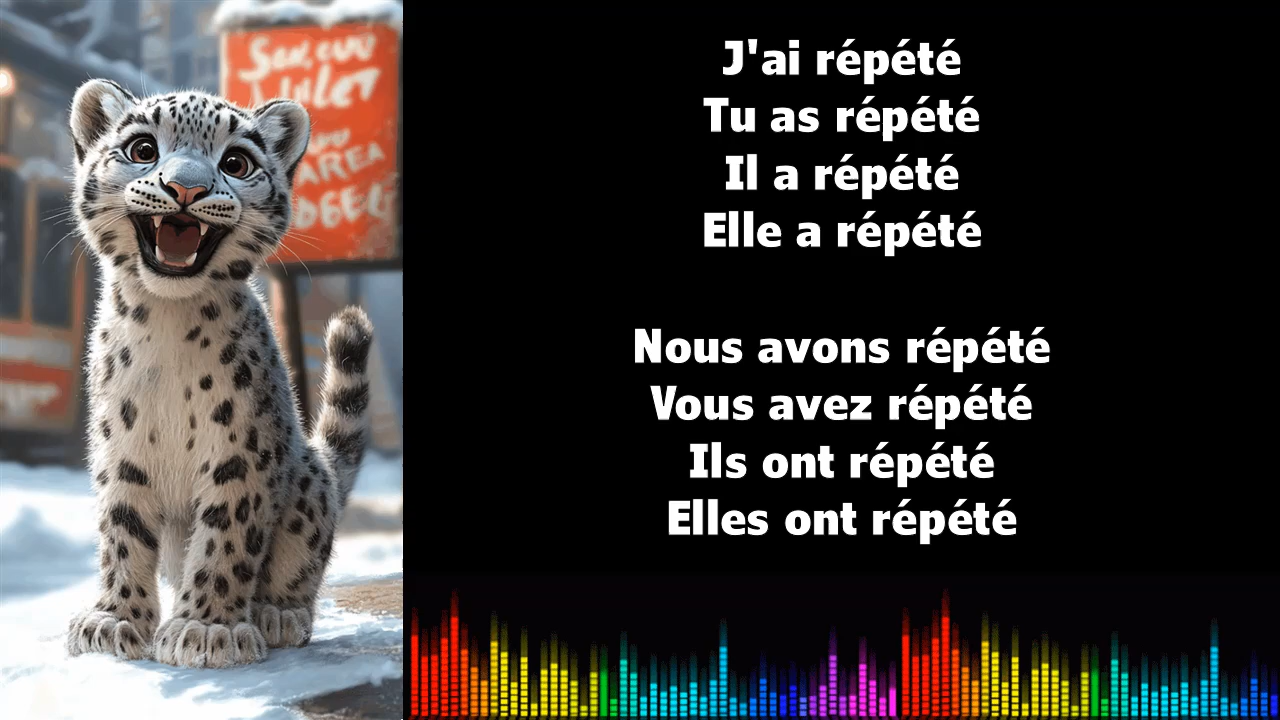 J'ai répété
Tu as répété
Il a répété
Elle a répété
Nous avons répété
Vous avez répété
Ils ont répété
Elles ont répété